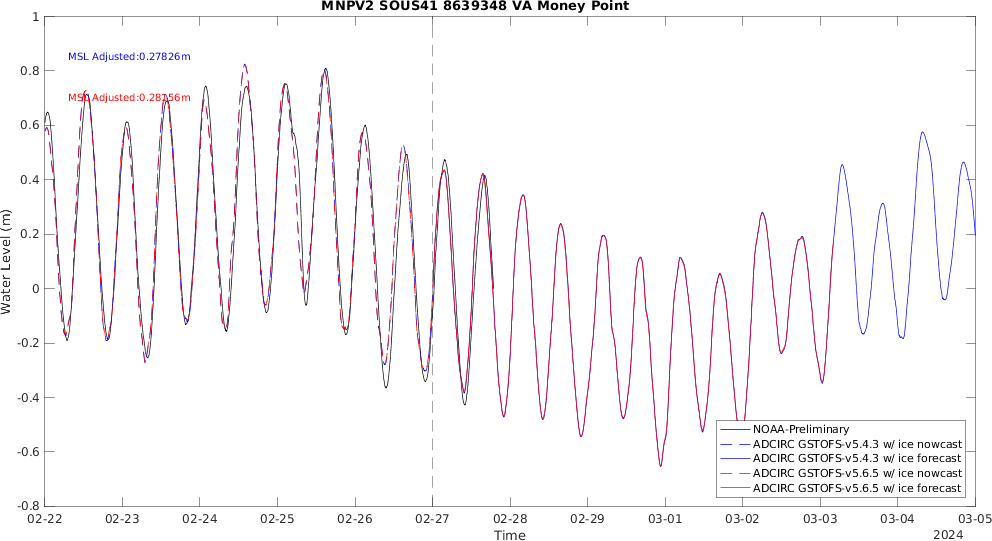 MNPV2 SOUS41 8639348 VA Money Point
1
0.8
0.6
0.4
0.2
0
-0.2
-0.4
-0.6
-0.8
Water Level (m)
MSL Adjusted:0.27826m
MSL Adjusted:0.28156m
NOAA-Preliminary
ADCIRC GSTOFS-v5.4.3 w/ ice nowcast
ADCIRC GSTOFS-v5.4.3 w/ ice forecast
ADCIRC GSTOFS-v5.6.5 w/ ice nowcast
ADCIRC GSTOFS-v5.6.5 w/ ice forecast
02-22 02-23 02-24 02-25 02-26 02-27 02-28 02-29 03-01 03-02 03-03 03-04 03-05
Time
2024